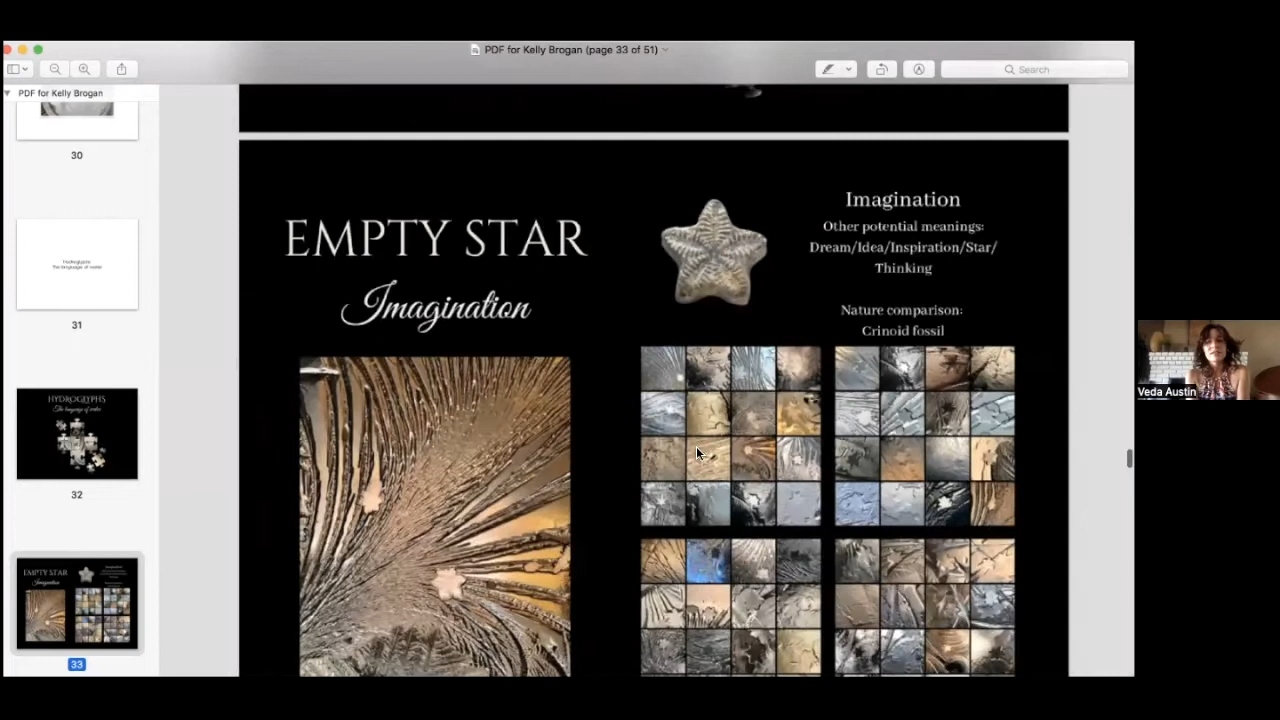 PDF for Kelly Brogan (page 33 of 51)
Search
PDF for Kelly Brogan
30
31
HYDROGLYPHS
The language of water
32
EMPTY STAR
Imagination
33
EMPTY STAR
Imagination
Imagination
Other potential meanings:
Dream/Idea/Inspiration/Star/
Thinking
Nature comparison:
Crinoid fossil
Veda Austin